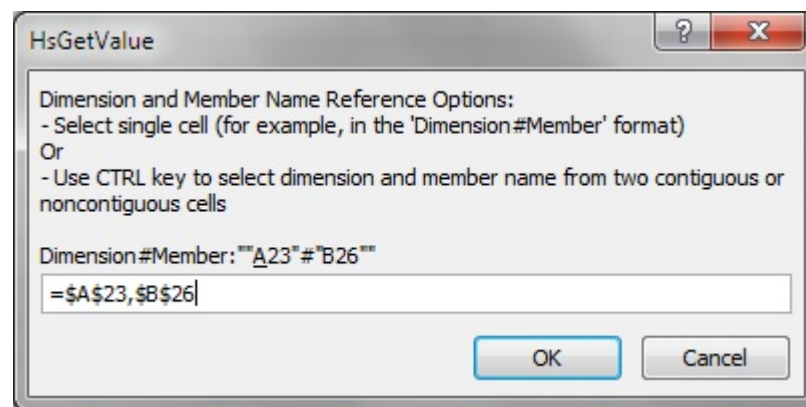 HsGetValue
Dimension and Member Name Reference Options:
- Select single cell (for example, in the 'Dimension#Member' format)
Or
- Use CTRL key to select dimension and member name from two contiguous or
noncontiguous cells
Dimension#Member:""A23"#"B26""
=$A$23,$B$26
OK Cancel